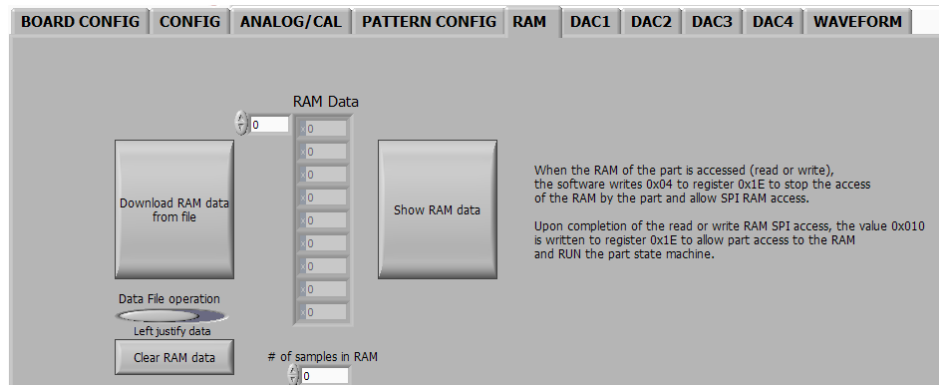 BOARD CONFIG CONFIG ANALOG/CAL PATTERN CONFIG RAM DAC1 DAC2 DAC3 DAC4 WAVEFORM
RAM Data
0
x 0
x 0
x 0
x 0
x 0
x 0
x 0
x 0
x 0
Download RAM data
from file
Show RAM data
When the RAM of the part is accessed (read or write),
the software writes 0x04 to register 0x1E to stop the access
of the RAM by the part and allow SPI RAM access.
Upon completion of the read or write RAM SPI access, the value 0x010
is written to register 0x1E to allow part access to the RAM
and RUN the part state machine.
Data File operation
Left justify data
Clear RAM data
# of samples in RAM
0